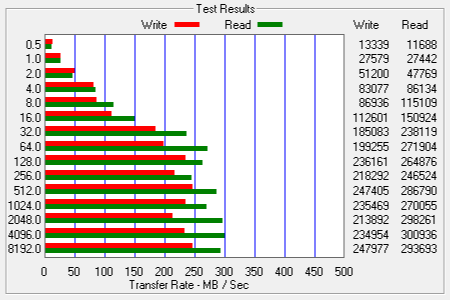 Test Results
Write Read Write Read
0.5 13339 11688
1.0 27579 27442
2.0 51200 47769
4.0 83077 86134
8.0 86936 115109
16.0 112601 150924
32.0 185083 238119
64.0 199255 271904
128.0 236161 264876
256.0 218292 246524
512.0 247405 286790
1024.0 235469 270055
2048.0 213892 298261
4096.0 234954 300936
8192.0 247977 293693
0 50 100 150 200 250 300 350 400 450 500
Transfer Rate - MB / Sec